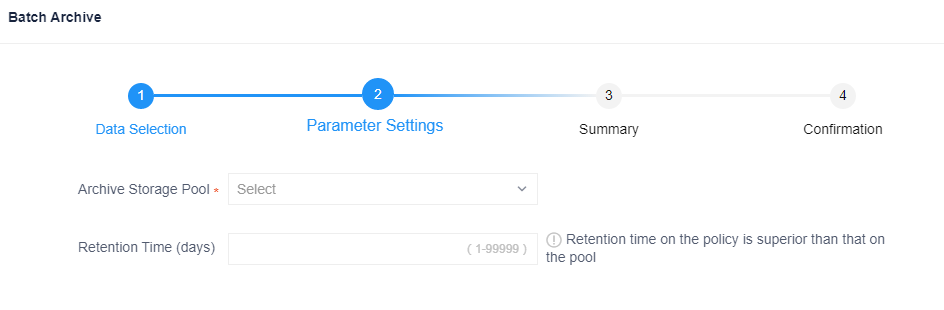 Batch Archive
1 2 3 4
Data Selection Parameter Settings Summary Confirmation
Archive Storage Pool * Select
Retention Time (days) ( 1-99999 ) Retention time on the policy is superior than that on
the pool